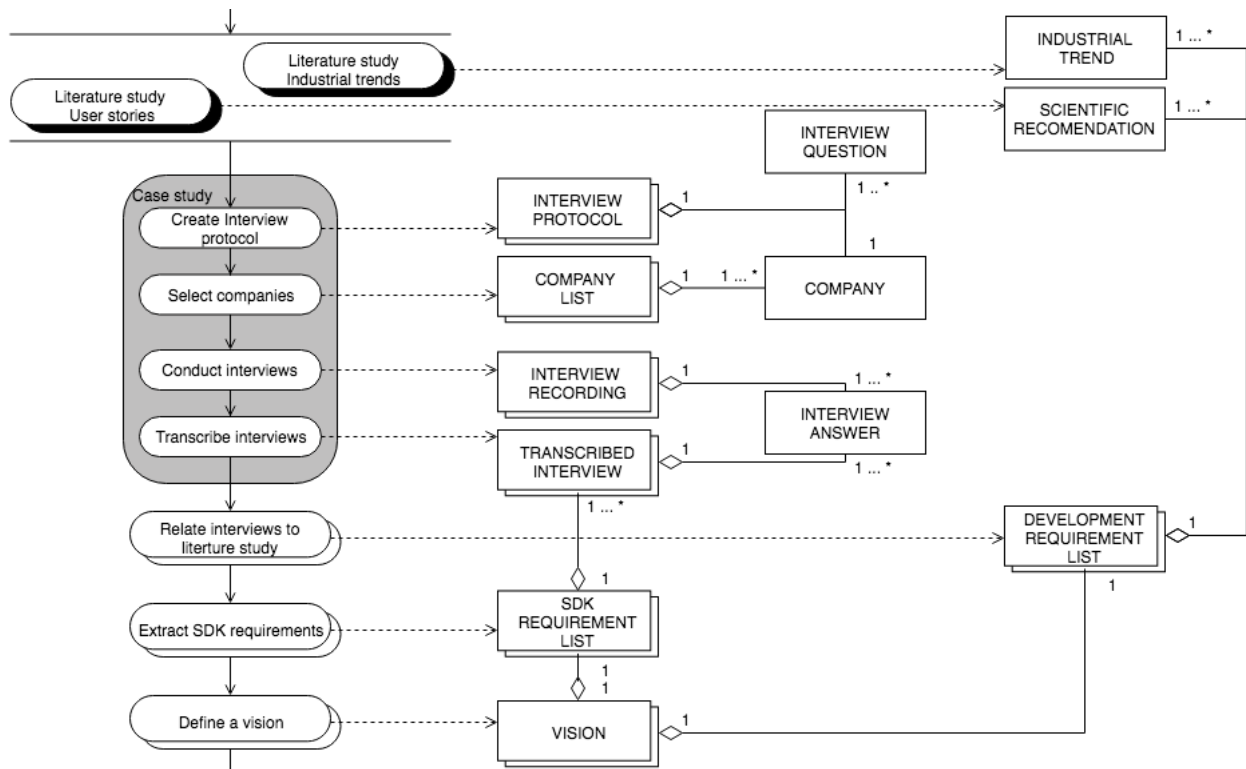 Literature study
Industrial trends
INDUSTRIAL
TREND
1 ... *
Literature study
User stories
SCIENTIFIC
RECOMENDATION
1 ... *
INTERVIEW
QUESTION
1 .. *
Case study
Create Interview
protocol
INTERVIEW
PROTOCOL
1
1
Select companies
COMPANY
LIST
1
1 ... *
COMPANY
Conduct interviews
INTERVIEW
RECORDING
1
1 ... *
INTERVIEW
ANSWER
Transcribe interviews
TRANSCRIBED
INTERVIEW
1
1 ... *
1 ... *
Relate interviews to
literture study
DEVELOPMENT
REQUIREMENT
LIST
1
1
1
Extract SDK requirements
SDK
REQUIREMENT
LIST
1
1
Define a vision
VISION
1